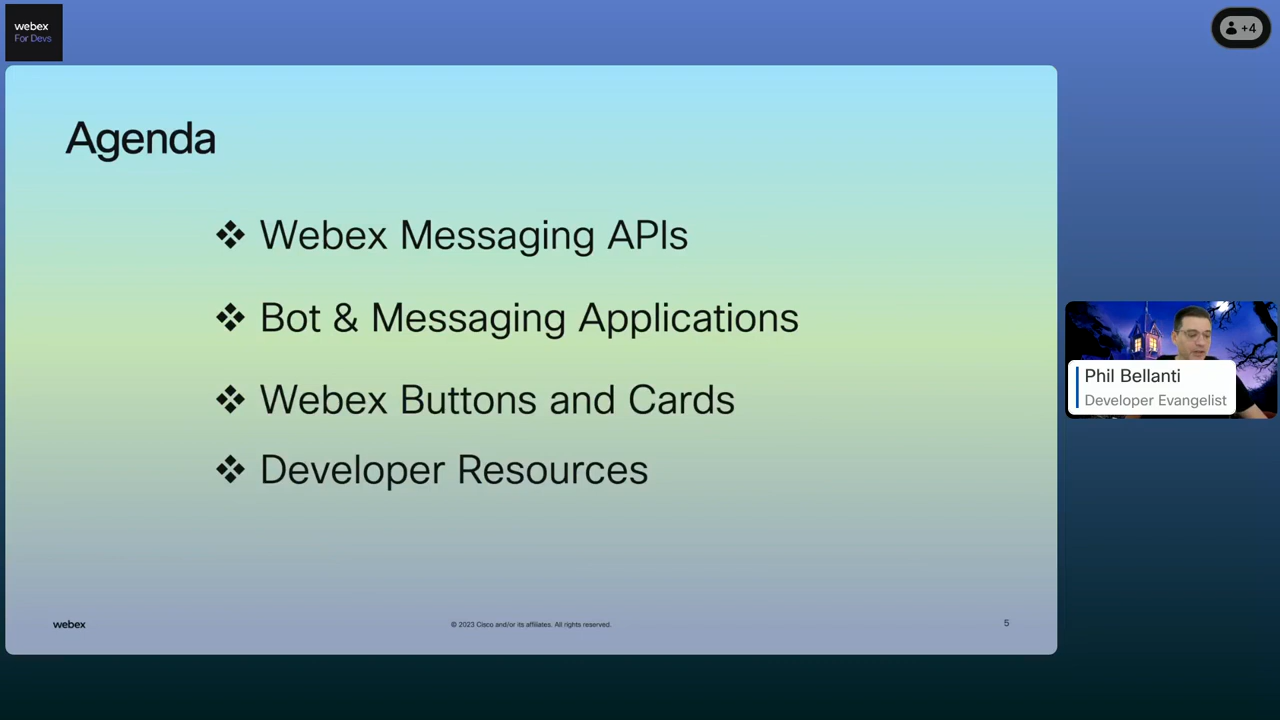 webex
For Devs
+4
Agenda
❖ Webex Messaging APIs
❖ Bot & Messaging Applications
❖ Webex Buttons and Cards
❖ Developer Resources
Phil Bellanti
Developer Evangelist
webex
© 2023 Cisco and/or its affiliates. All rights reserved.
5